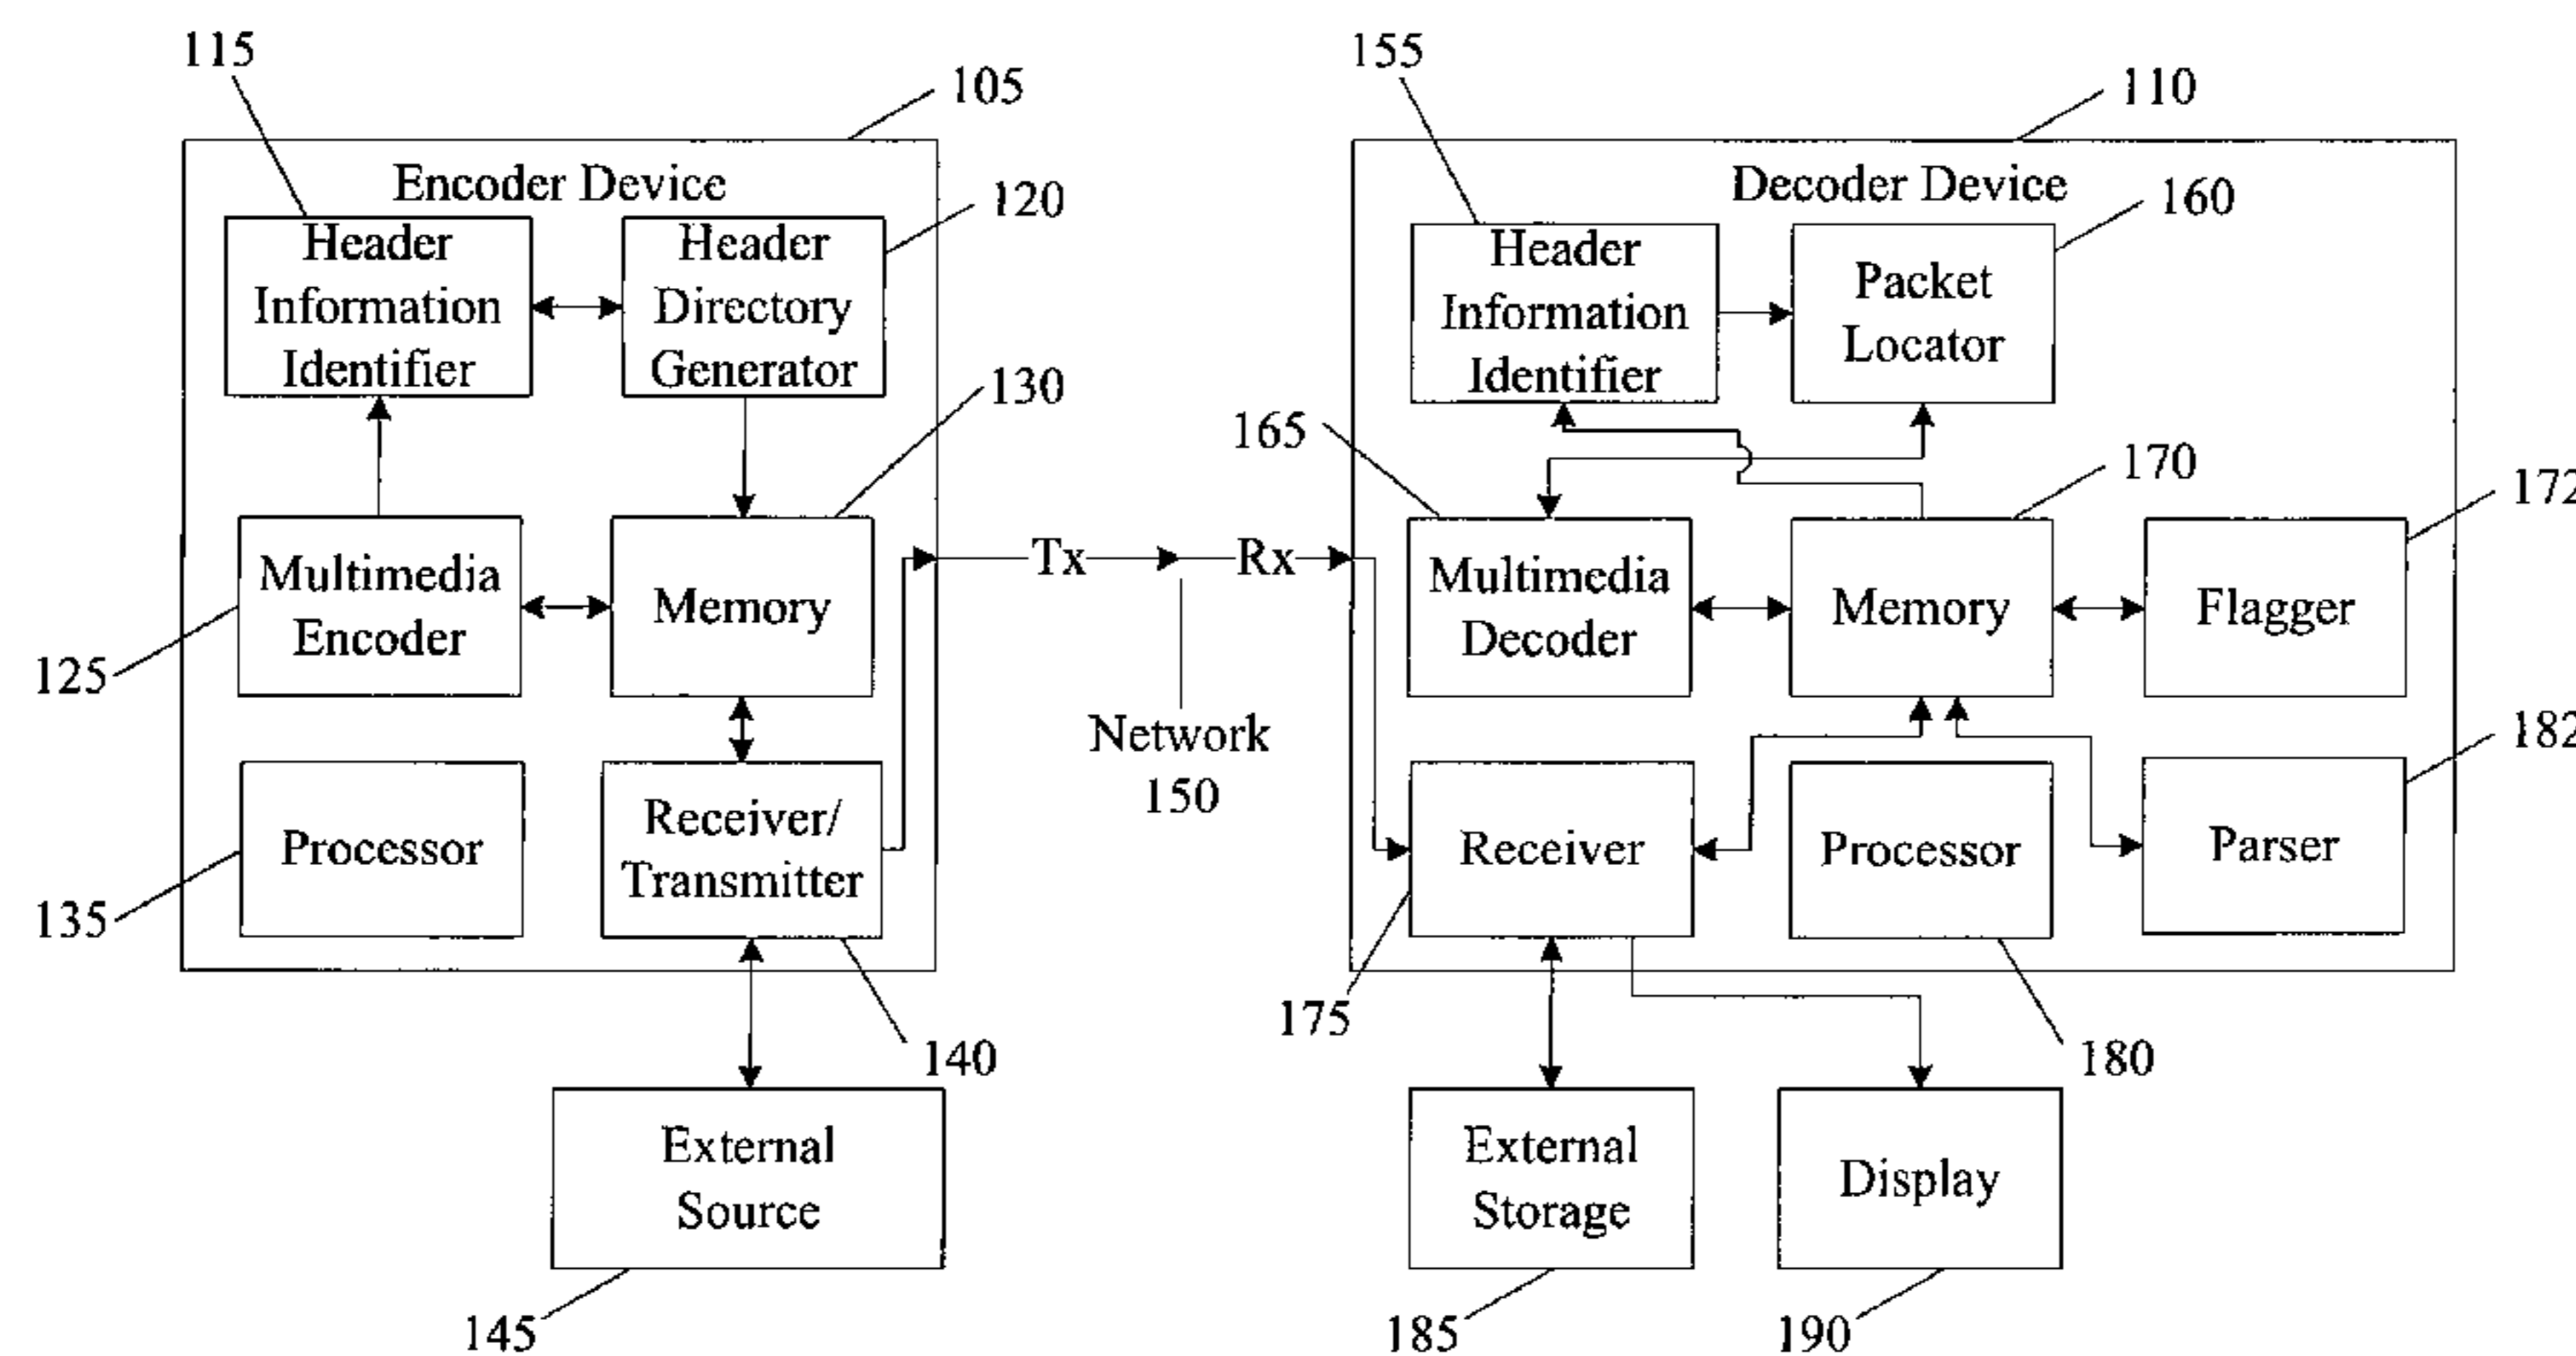 115
105
155
110
Encoder Device
Decoder Device
120
160
Header
Information
Identifier
Header
Directory
Generator
Header
Information
Identifier
Packet
Locator
130
165
170
172
Multimedia
Encoder
Memory
Tx
Rx
Multimedia
Decoder
Memory
Flagger
125
Network
150
182
Processor
Receiver/
Transmitter
Receiver
Processor
Parser
135
175
140
180
External
Source
External
Storage
Display
145
185
190